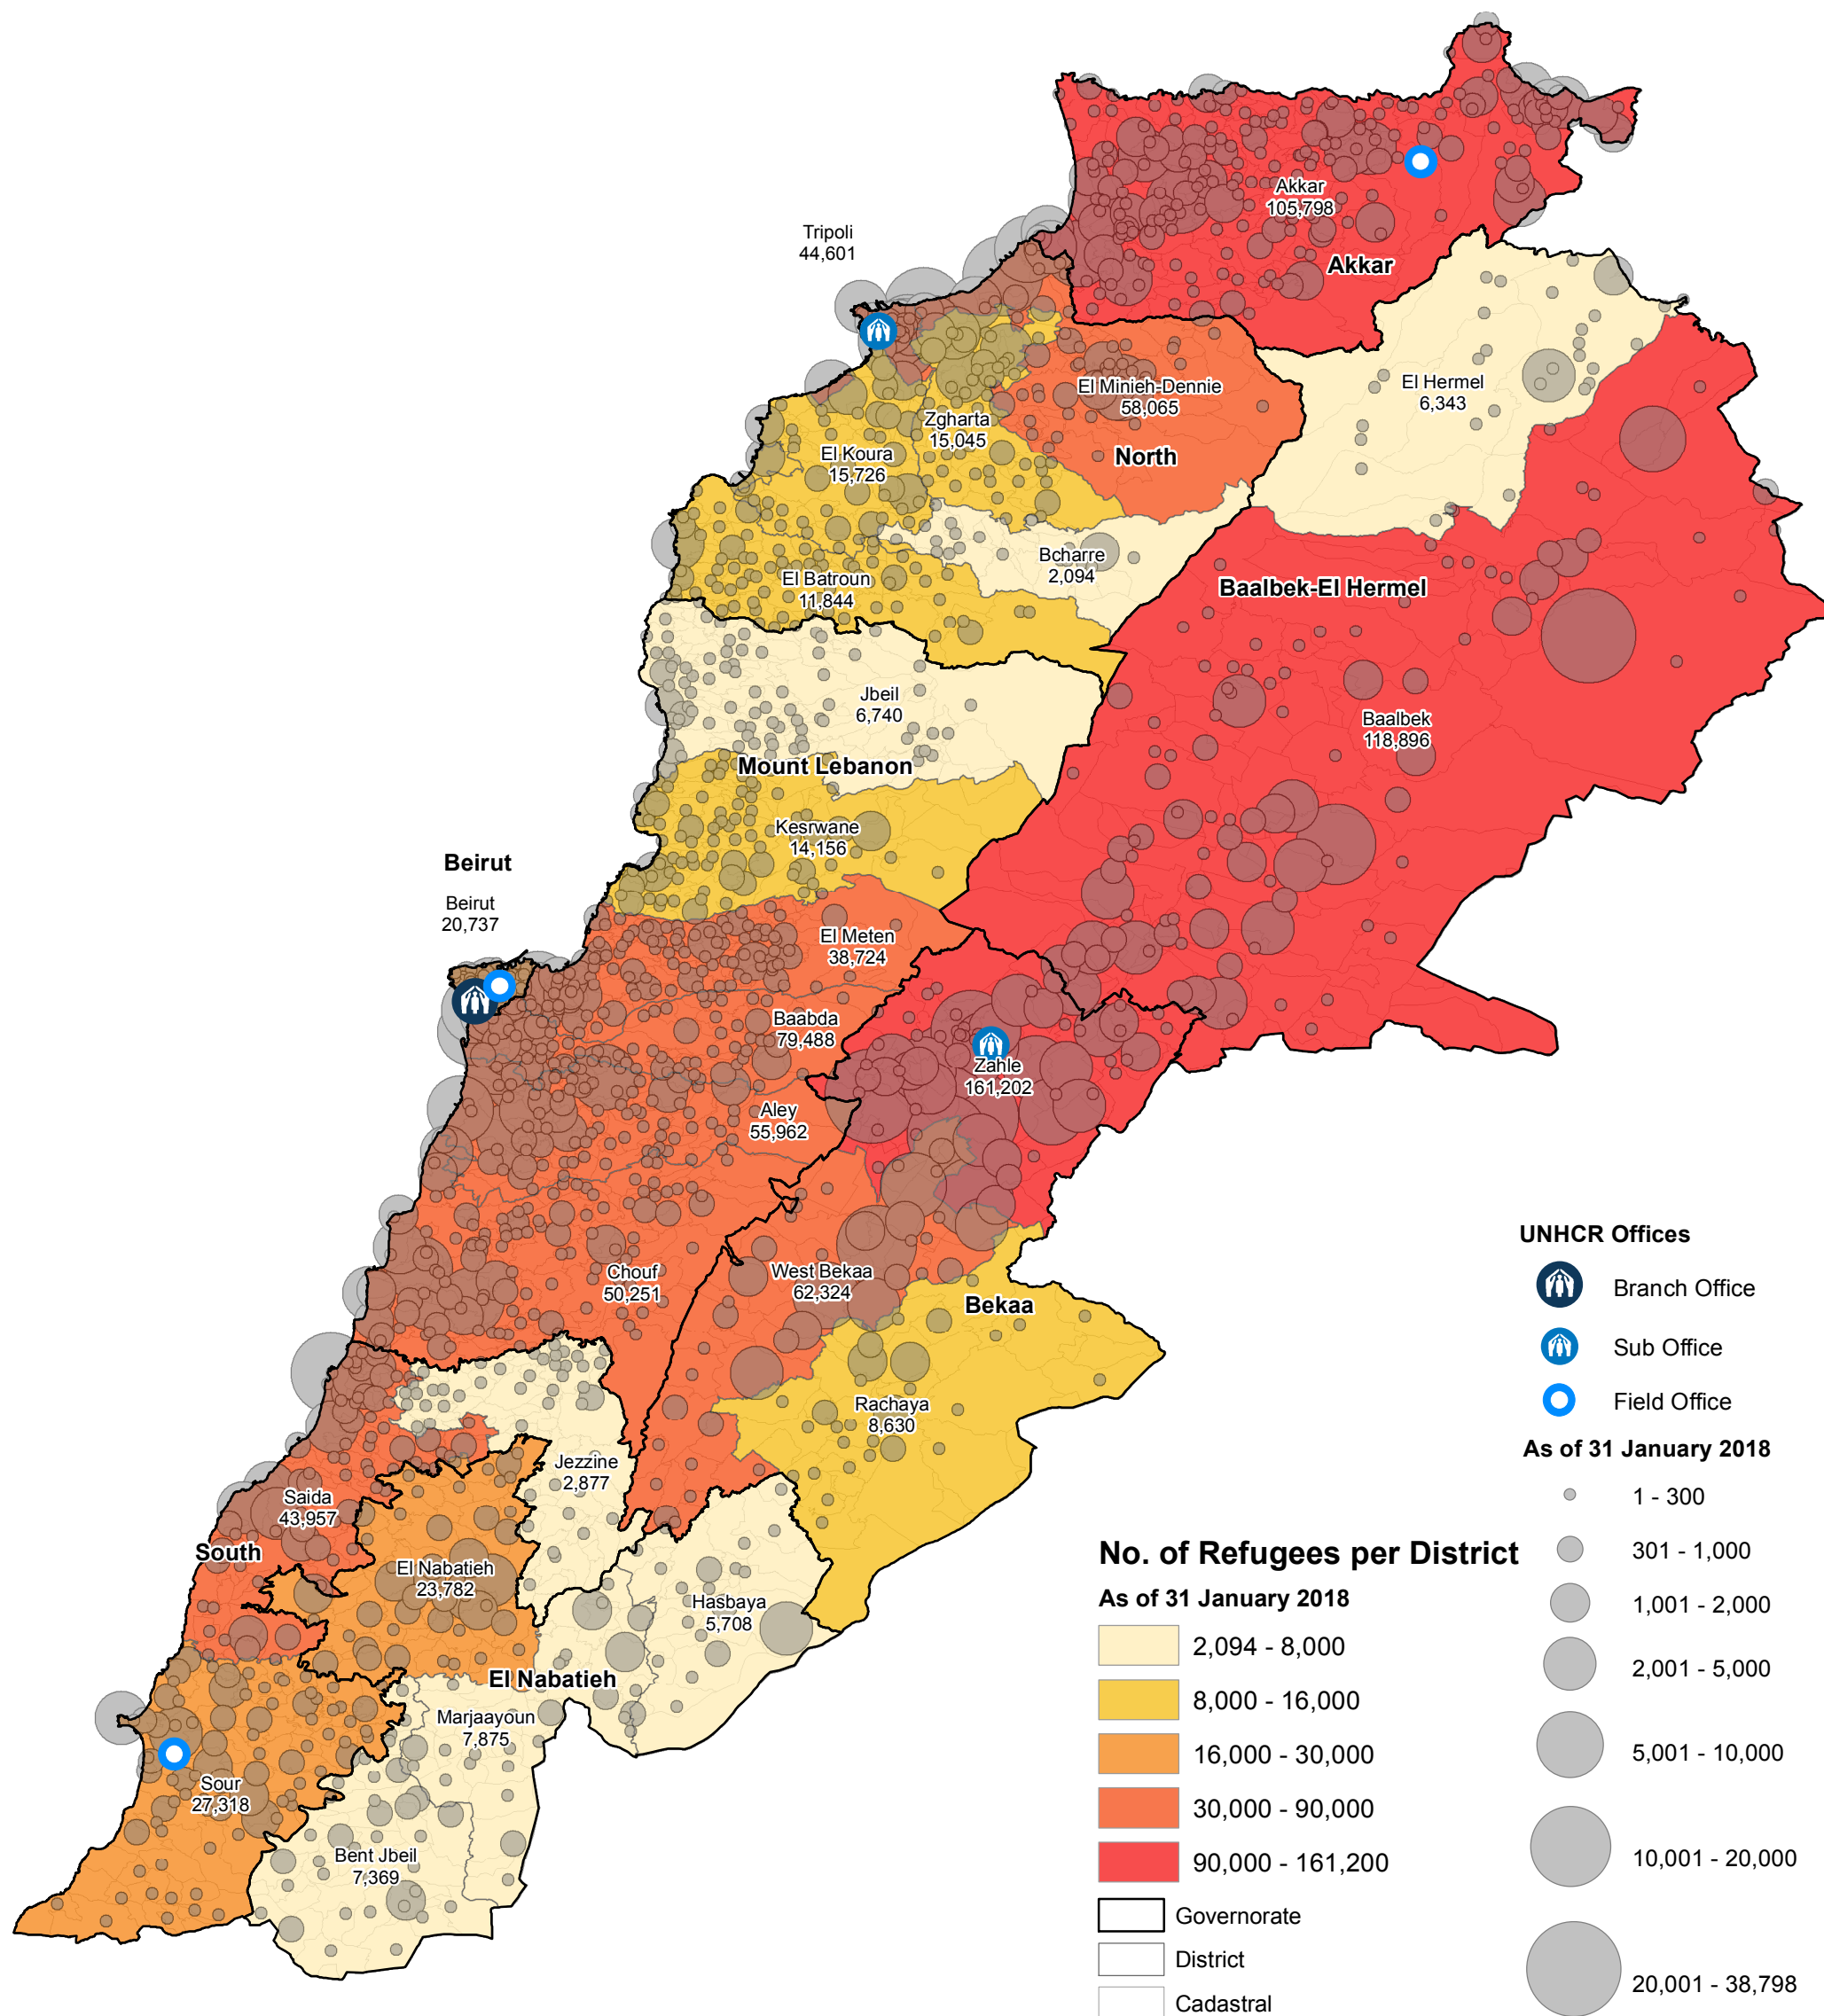 Akkar
105,798
Akkar
Tripoli
44,601
El Hermel
6,343
El Minieh-Dennie
58,065
Zgharta
15,045
North
El Koura
15,726
Bcharre
2,094
El Batroun
11,844
Baalbek-El Hermel
Jbeil
6,740
Baalbek
118,896
Mount Lebanon
Kesrwane
14,156
Beirut
Beirut
20,737
El Meten
38,724
Baabda
79,488
Zahle
161,202
Aley
55,962
Chouf
50,251
West Bekaa
62,324
Bekaa
Rachaya
8,630
Jezzine
2,877
Saida
43,957
South
El Nabatieh
23,782
Hasbaya
5,708
El Nabatieh
Marjaayoun
7,875
Sour
27,318
Bent Jbeil
7,369
UNHCR Offices
Branch Office
Sub Office
Field Office
As of 31 January 2018
1 - 300
301 - 1,000
1,001 - 2,000
2,001 - 5,000
5,001 - 10,000
10,001 - 20,000
20,001 - 38,798
No. of Refugees per District
As of 31 January 2018
2,094 - 8,000
8,000 - 16,000
16,000 - 30,000
30,000 - 90,000
90,000 - 161,200
Governorate
District
Cadastral